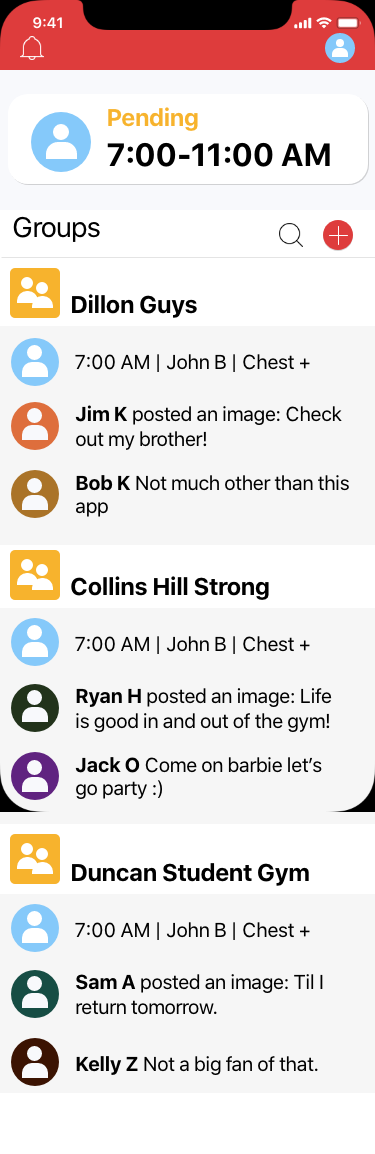 9:41
Pending
7:00-11:00 AM
Groups
Dillon Guys
7:00 AM | John B | Chest +
Jim K posted an image: Check
out my brother!
Bob K Not much other than this
app
Collins Hill Strong
7:00 AM | John B | Chest +
Ryan H posted an image: Life
is good in and out of the gym!
Jack O Come on barbie let’s
go party :)
Duncan Student Gym
7:00 AM | John B | Chest +
Sam A posted an image: Til I
return tomorrow.
Kelly Z Not a big fan of that.